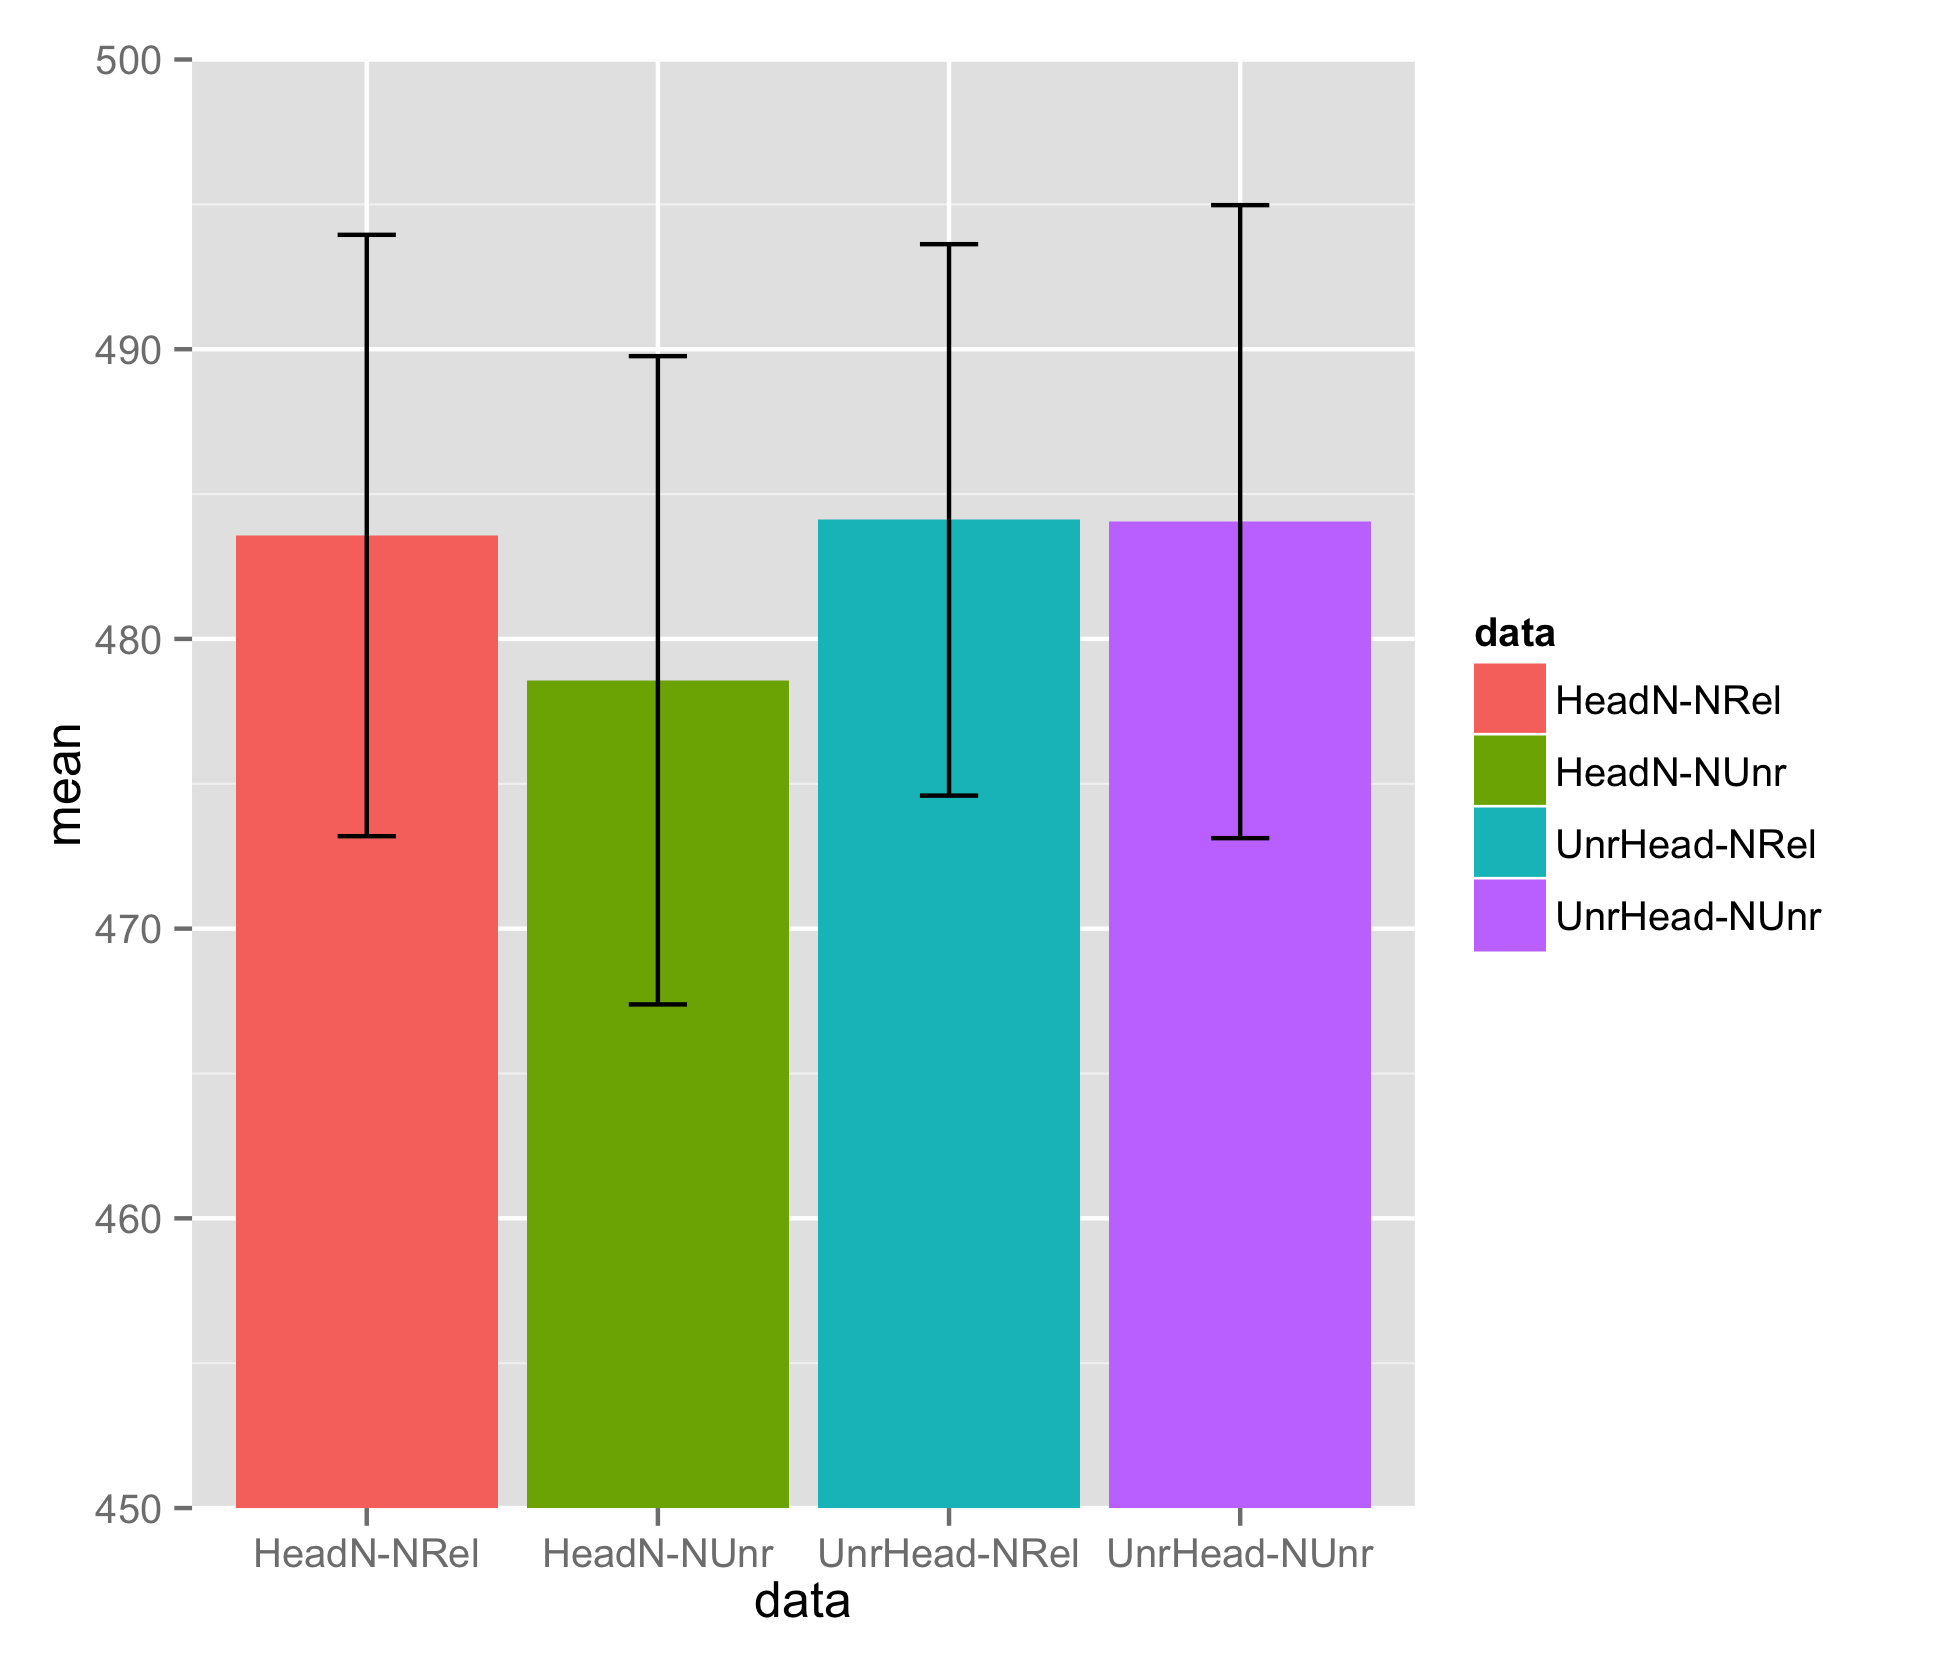 500
490
480
470
460
450
mean
HeadN-NRel HeadN-NUnr UnrHead-NRel UnrHead-NUnr
data
data
HeadN-NRel
HeadN-NUnr
UnrHead-NRel
UnrHead-NUnr